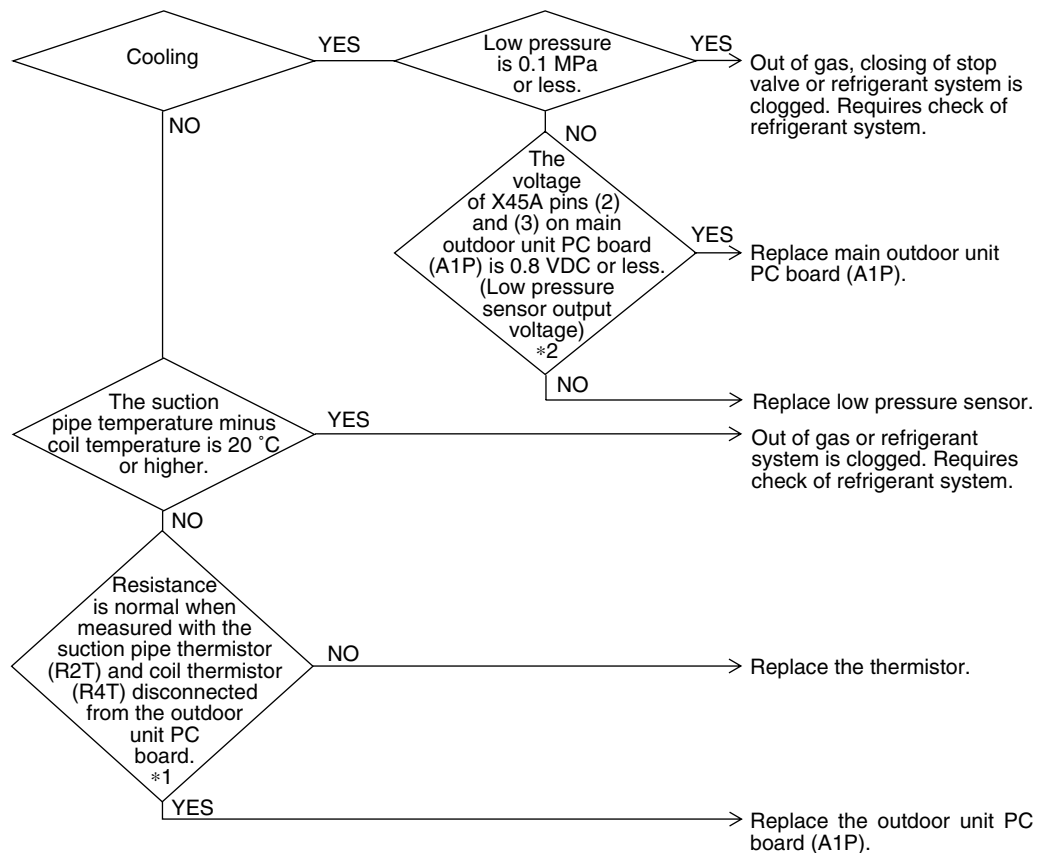 Cooling
YES
Low pressure
is 0.1 MPa
or less.
YES
Out of gas, closing of stop
valve or refrigerant system is
clogged. Requires check of
refrigerant system.
NO
NO
The
voltage
of X45A pins (2)
and (3) on main
outdoor unit PC board
(A1P) is 0.8 VDC or less.
(Low pressure
sensor output
voltage)
*2
YES
Replace main outdoor unit
PC board (A1P).
NO
Replace low pressure sensor.
The suction
pipe temperature minus
coil temperature is 20 ˚C
or higher.
YES
Out of gas or refrigerant
system is clogged. Requires
check of refrigerant system.
NO
Resistance
is normal when
measured with the
suction pipe thermistor
(R2T) and coil thermistor
(R4T) disconnected
from the outdoor
unit PC
board.
*1
NO
Replace the thermistor.
YES
Replace the outdoor unit PC
board (A1P).